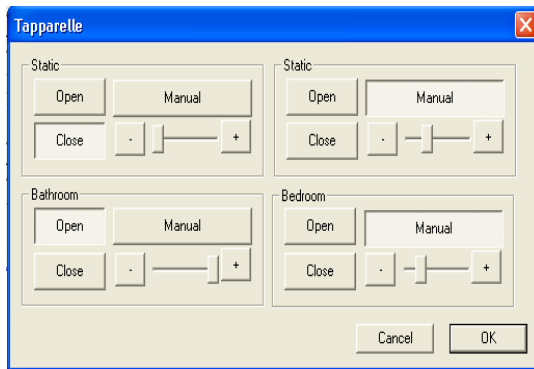 Tapparelle
Static
Open
Manual
Close
-
+
Static
Open
Manual
Close
-
+
Bathroom
Open
Manual
Close
-
+
Bedroom
Open
Manual
Close
-
+
Cancel
OK